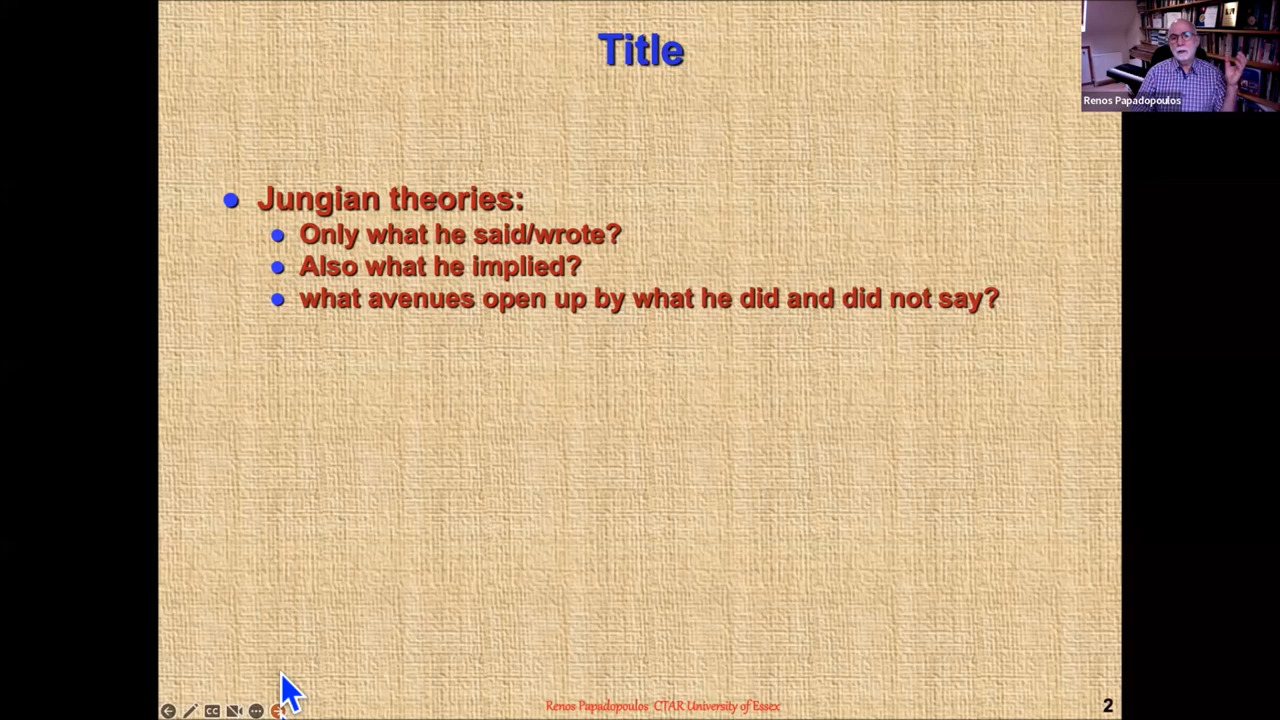 Title
Renos Papadopoulos
Jungian theories:
Only what he said/wrote?
Also what he implied?
what avenues open up by what he did and did not say?
Renos Papadopoulos CTAR University of Essex
2
CC